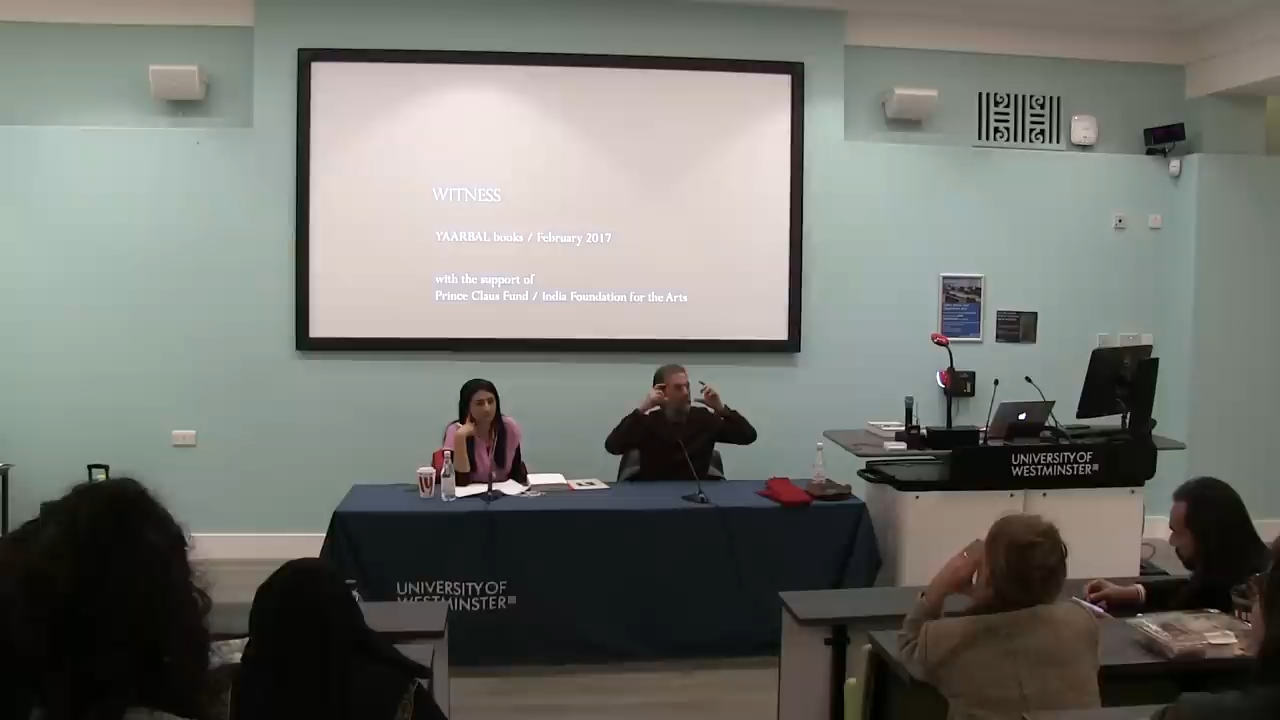 WITNESS
YAARBAL books / February 2017
with the support of
Prince Claus Fund / India Foundation for the Arts
UNIVERSITY OF
WESTMINSTER
UNIVERSITY OF
WESTMINSTER